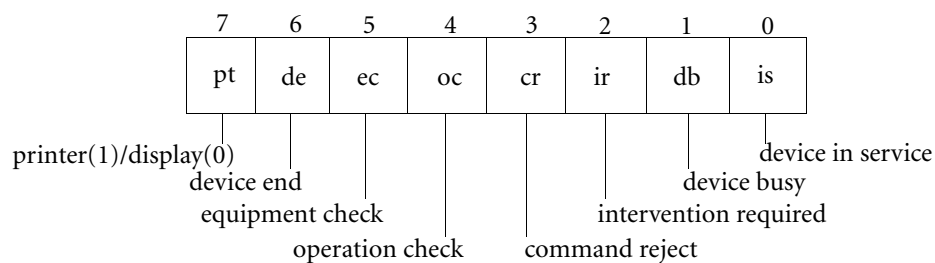 7 6 5 4 3 2 1 0
pt de ec oc cr ir db is
printer(1)/display(0) device in service
device end device busy
equipment check intervention required
operation check command reject